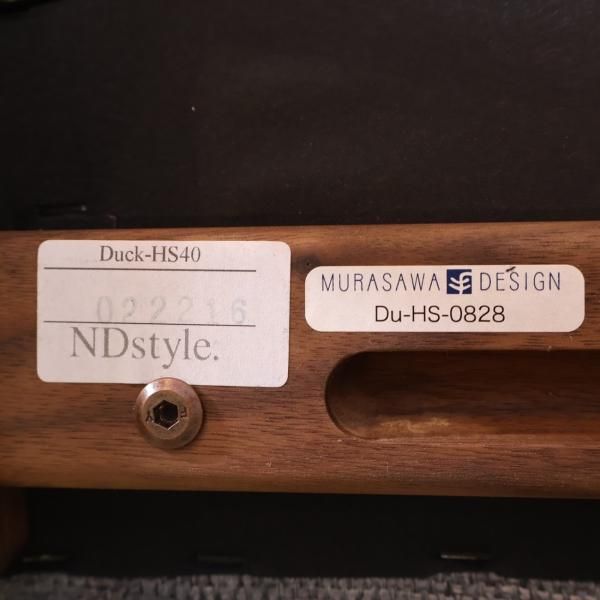 Duck-HS40
022216
NDstyle.
MURASAWA DESIGN
Du-HS-0828